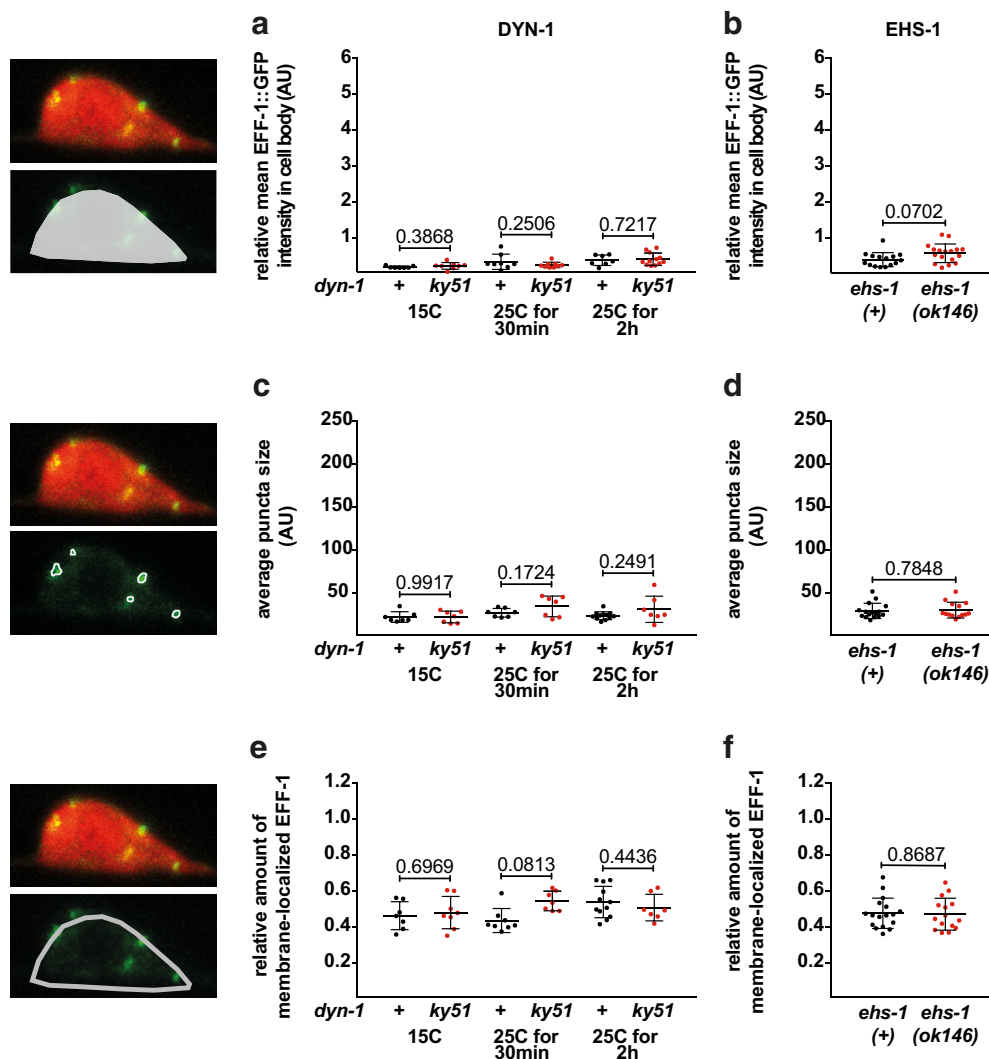 a
DYN-1
b
EHS-1
relative mean EFF-1::GFP
intensity in cell body (AU)
6
5
4
3
2
1
0.3868
0.2506
0.7217
dyn-1 + ky51 + ky51 + ky51
15C 25C for 25C for
30min 2h
relative mean EFF-1::GFP
intensity in cell body (AU)
6
5
4
3
2
1
0.0702
ehs-1 ehs-1
(+) (ok146)
c
average puncta size
(AU)
250
200
150
100
50
0.9917
0.1724
0.2491
dyn-1 + ky51 + ky51 + ky51
15C 25C for 25C for
30min 2h
d
average puncta size
(AU)
250
200
150
100
50
0.7848
ehs-1 ehs-1
(+) (ok146)
e
relative amount of
membrane-localized EFF-1
1.2
1.0
0.8
0.6
0.4
0.2
0.6969
0.0813
0.4436
dyn-1 + ky51 + ky51 + ky51
15C 25C for 25C for
30min 2h
f
relative amount of
membrane-localized EFF-1
1.2
1.0
0.8
0.6
0.4
0.2
0.8687
ehs-1 ehs-1
(+) (ok146)